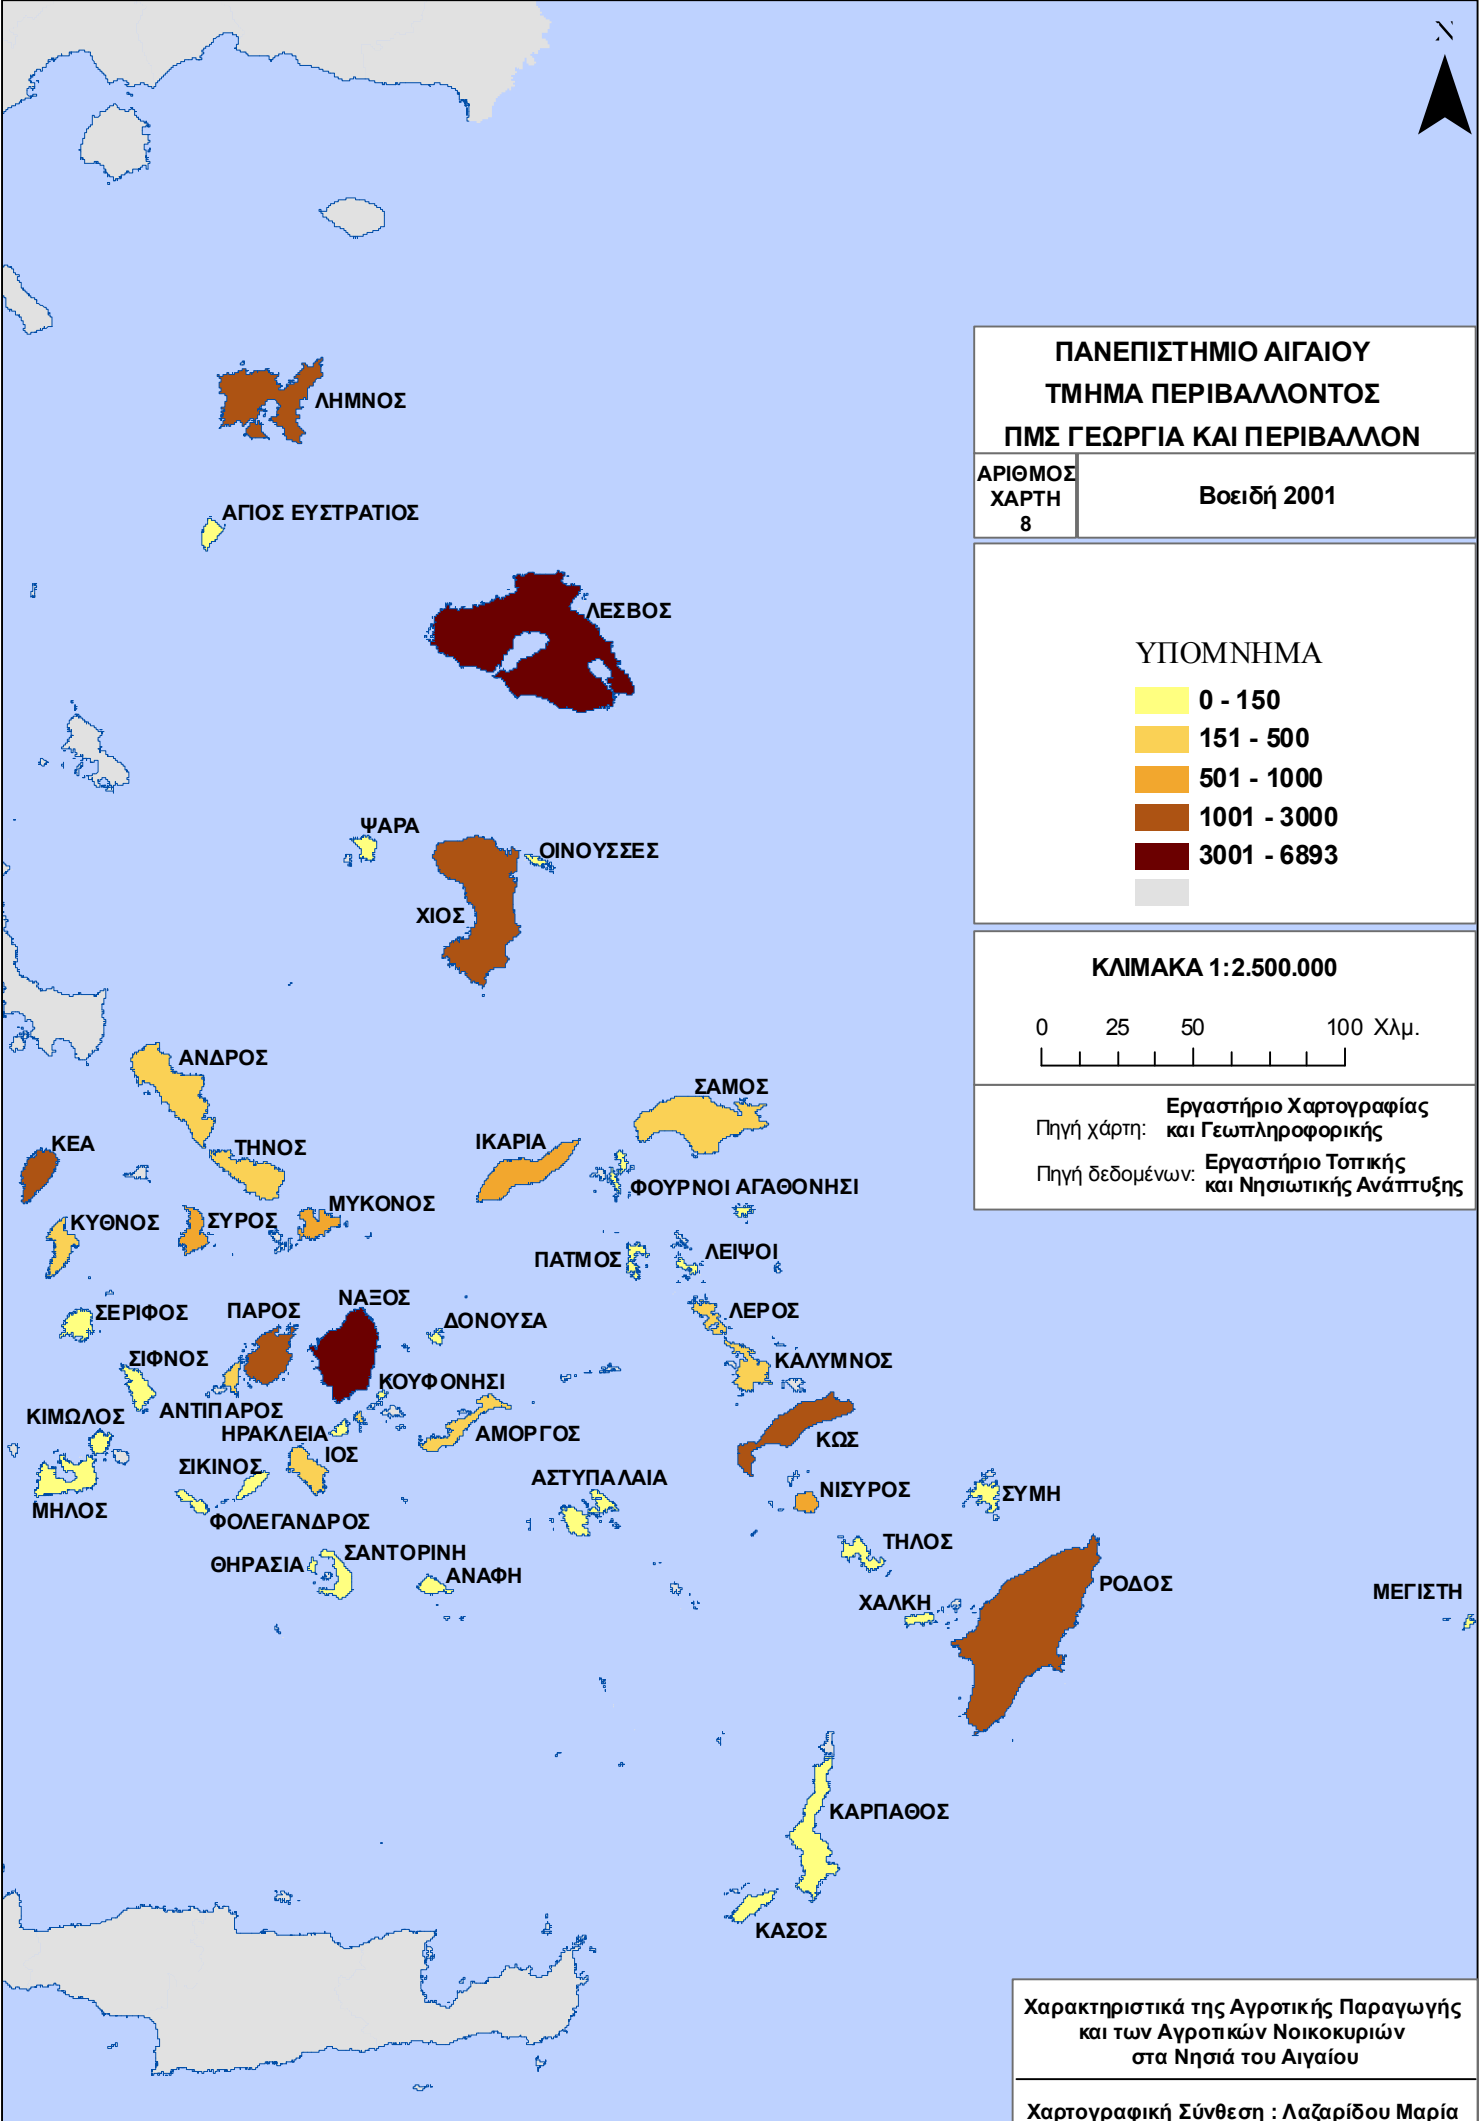 N
ΠΑΝΕΠΙΣΤΗΜΙΟ ΑΙΓΑΙΟΥ
ΤΜΗΜΑ ΠΕΡΙΒΑΛΛΟΝΤΟΣ
ΠΜΣ ΓΕΩΡΓΙΑ ΚΑΙ ΠΕΡΙΒΑΛΛΟΝ
ΑΡΙΘΜΟΣ
ΧΑΡΤΗ
8
Βοειδή 2001
ΥΠΟΜΝΗΜΑ
0 - 150
151 - 500
501 - 1000
1001 - 3000
3001 - 6893
ΚΛΙΜΑΚΑ 1:2.500.000
0 25 50 100 Χλμ.
Πηγή χάρτη: Εργαστήριο Χαρτογραφίας
και Γεωπληροφορικής
Πηγή δεδομένων: Εργαστήριο Τοπικής
και Νησιωτικής Ανάπτυξης
ΛΗΜΝΟΣ
ΑΓΙΟΣ ΕΥΣΤΡΑΤΙΟΣ
ΛΕΣΒΟΣ
ΨΑΡΑ
ΟΙΝΟΥΣΣΕΣ
ΧΙΟΣ
ΑΝΔΡΟΣ
ΣΑΜΟΣ
ΚΕΑ
ΤΗΝΟΣ
ΙΚΑΡΙΑ
ΦΟΥΡΝΟΙ
ΑΓΑΘΟΝΗΣΙ
ΚΥΘΝΟΣ
ΣΥΡΟΣ
ΜΥΚΟΝΟΣ
ΠΑΤΜΟΣ
ΛΕΙΨΟΙ
ΣΕΡΙΦΟΣ
ΠΑΡΟΣ
ΝΑΞΟΣ
ΔΟΝΟΥΣΑ
ΛΕΡΟΣ
ΣΙΦΝΟΣ
ΚΟΥΦΟΝΗΣΙ
ΚΑΛΥΜΝΟΣ
ΚΙΜΩΛΟΣ
ΑΝΤΙΠΑΡΟΣ
ΗΡΑΚΛΕΙΑ
ΑΜΟΡΓΟΣ
ΚΩΣ
ΙΟΣ
ΣΙΚΙΝΟΣ
ΑΣΤΥΠΑΛΑΙΑ
ΝΙΣΥΡΟΣ
ΣΥΜΗ
ΜΗΛΟΣ
ΦΟΛΕΓΑΝΔΡΟΣ
ΤΗΛΟΣ
ΘΗΡΑΣΙΑ
ΣΑΝΤΟΡΙΝΗ
ΑΝΑΦΗ
ΡΟΔΟΣ
ΧΑΛΚΗ
ΜΕΓΙΣΤΗ
ΚΑΡΠΑΘΟΣ
ΚΑΣΟΣ
Χαρακτηριστικά της Αγροτικής Παραγωγής
και των Αγροτικών Νοικοκυριών
στα Νησιά του Αιγαίου
Χαρτογραφική Σύνθεση : Λαζαρίδου Μαρία